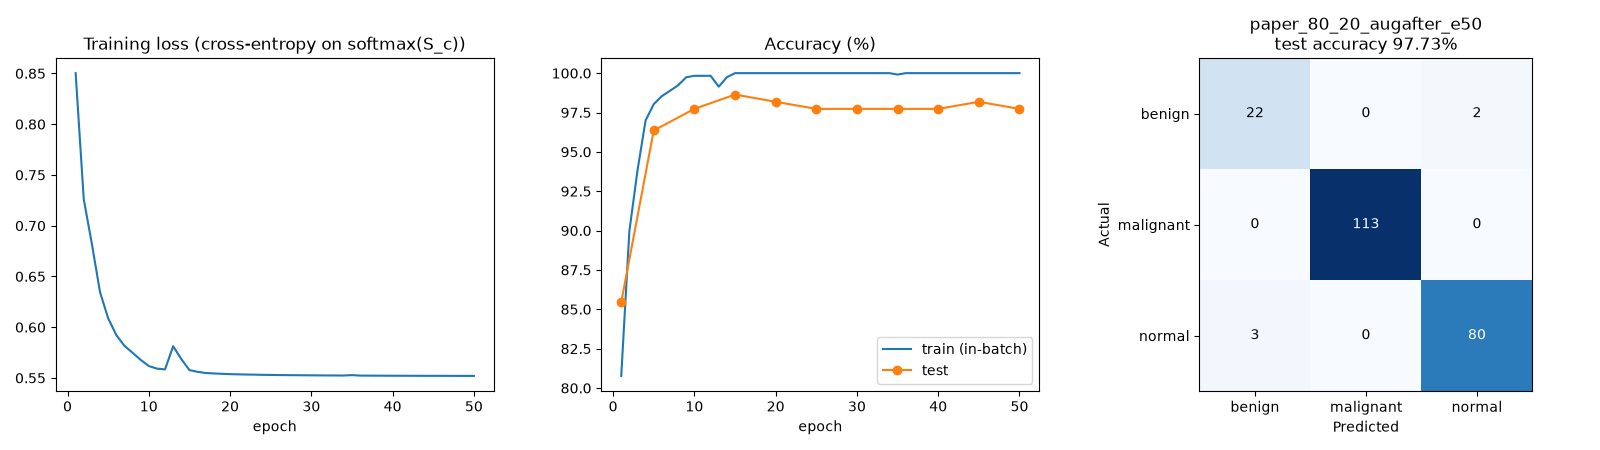 Training loss (cross-entropy on softmax(S_c))
0.85
0.80
0.75
0.70
0.65
0.60
0.55
0 10 20 30 40 50
epoch
Accuracy (%)
100.0
97.5
95.0
92.5
90.0
87.5
85.0
82.5
80.0
train (in-batch)
test
0 10 20 30 40 50
epoch
paper_80_20_augafter_e50
test accuracy 97.73%
Actual
benign 22 0 2
malignant 0 113 0
normal 3 0 80
benign malignant normal
Predicted